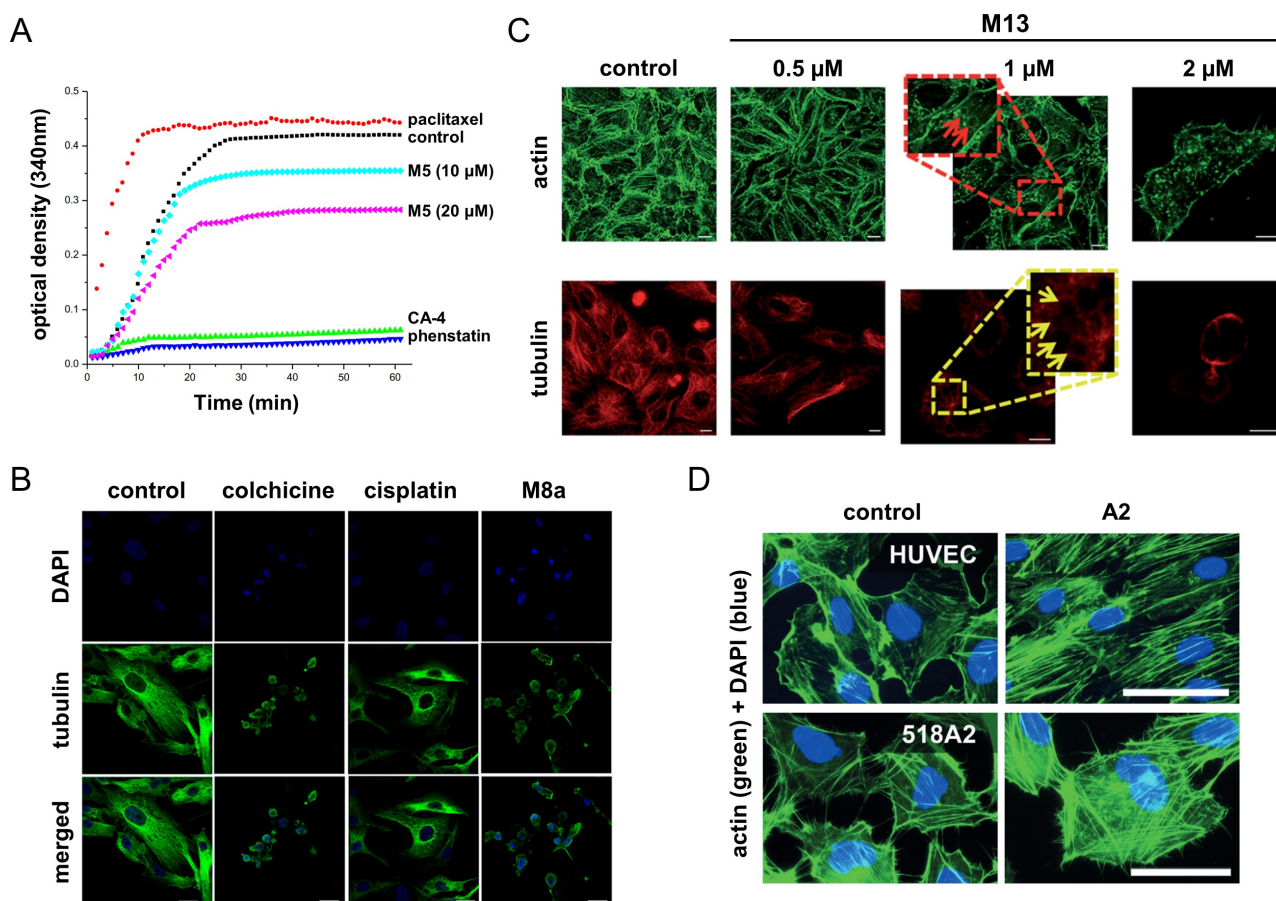 A
optical density (340nm)
0.5
0.4
0.3
0.2
0.1
0.0
0 10 20 30 40 50 60
Time (min)
paclitaxel
control
M5 (10 µM)
M5 (20 µM)
CA-4
phenstatin
B
control colchicine cisplatin M8a
DAPI
tubulin
merged
C
M13
control 0.5 µM 1 µM 2 µM
actin
tubulin
D
control A2
actin (green) + DAPI (blue)
HUVEC
518A2